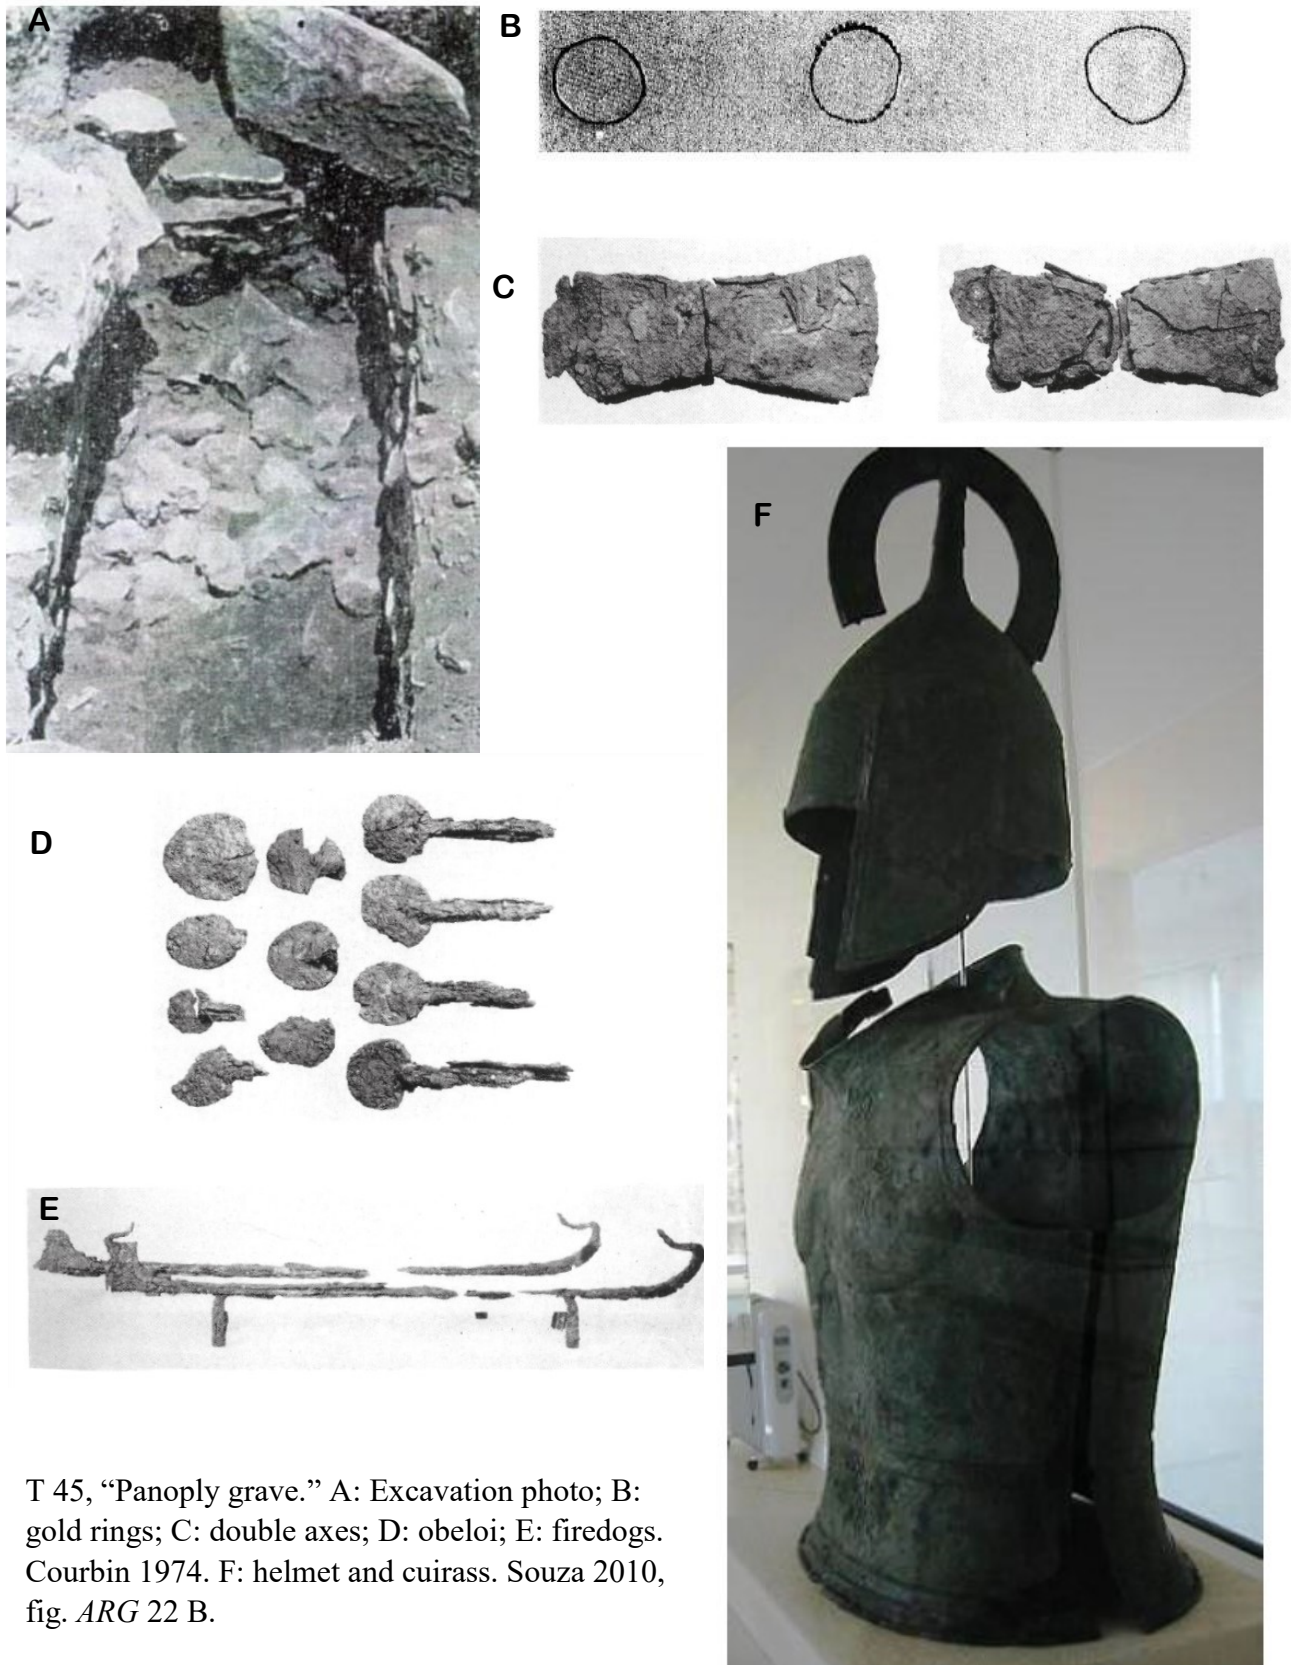 A
B
C
F
D
E
T 45, “Panoply grave.” A: Excavation photo; B:
gold rings; C: double axes; D: obeloi; E: firedogs.
Courbin 1974. F: helmet and cuirass. Souza 2010,
fig. ARG 22 B.